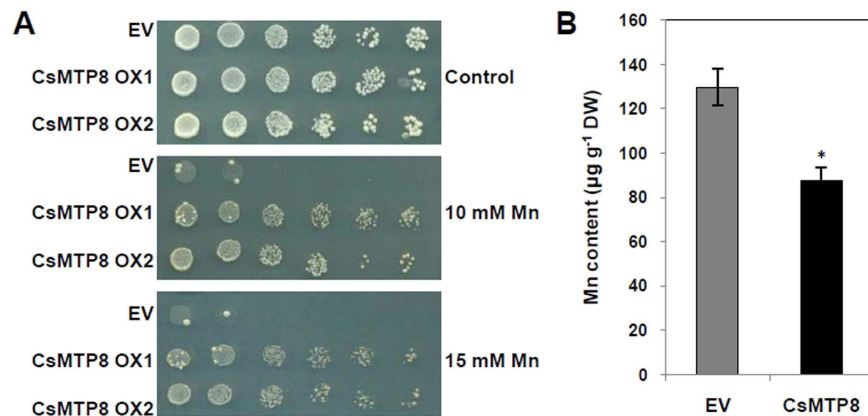 A
EV
CsMTP8 OX1
Control
CsMTP8 OX2
EV
CsMTP8 OX1
10 mM Mn
CsMTP8 OX2
EV
CsMTP8 OX1
15 mM Mn
CsMTP8 OX2
B
Mn content (µg g⁻¹ DW)
160
140
120
100
80
60
40
20
0
*
EV
CsMTP8